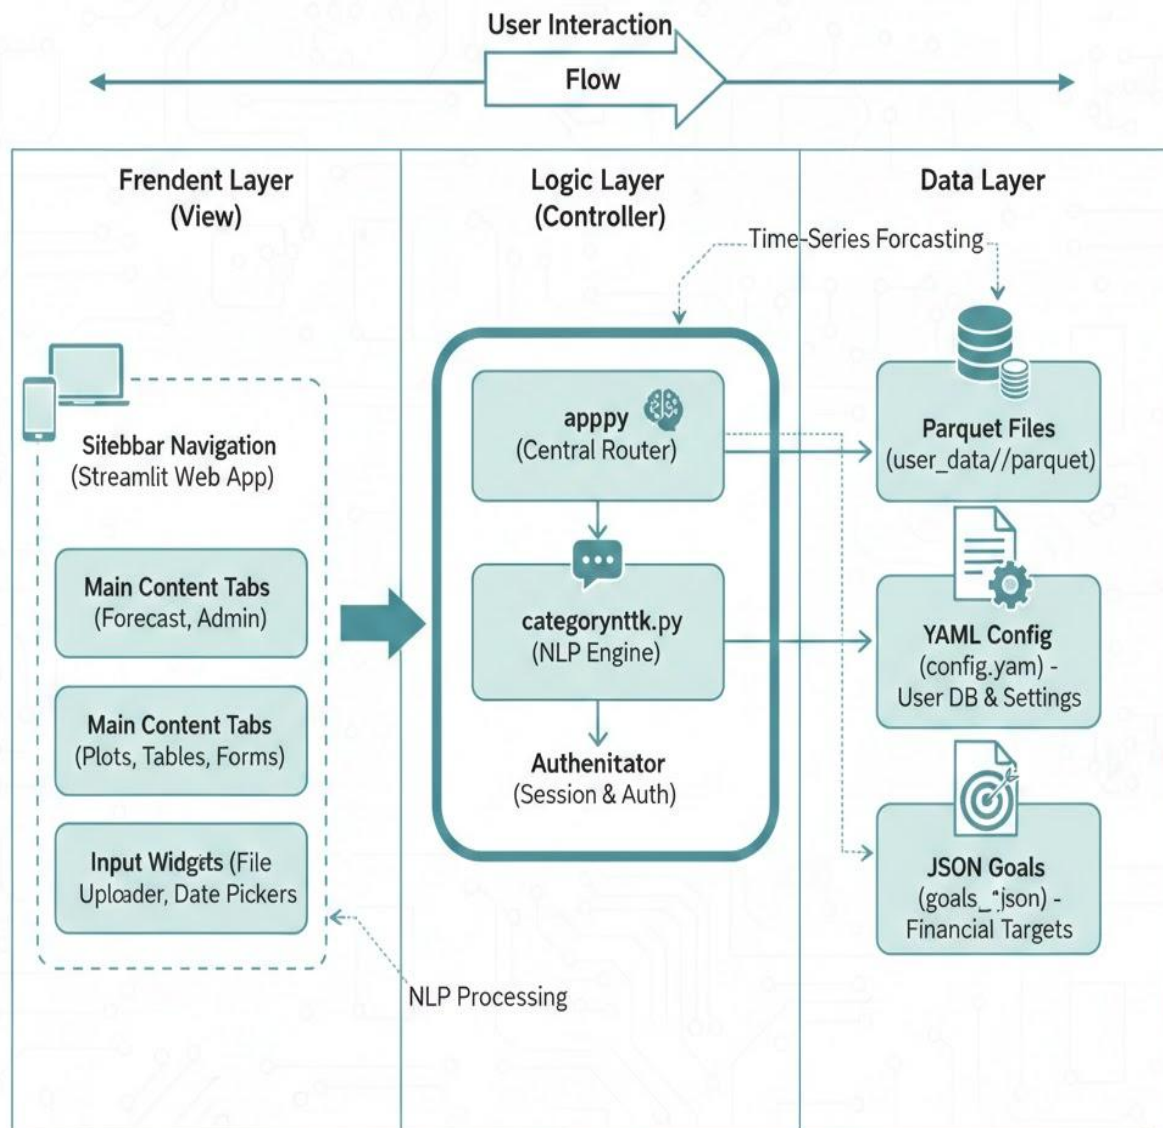 User Interaction
Flow
Frendent Layer
(View)
Logic Layer
(Controller)
Data Layer
Time-Series Forcasting
Sitebbar Navigation
(Streamlit Web App)
Main Content Tabs
(Forecast, Admin)
Main Content Tabs
(Plots, Tables, Forms)
Input Widgets (File
Uploader, Date Pickers
NLP Processing
apppy
(Central Router)
categorynttk.py
(NLP Engine)
Authenitator
(Session & Auth)
Parquet Files
(user_data//parquet)
YAML Config
(config.yam) -
User DB & Settings
JSON Goals
(goals_*json) -
Financial Targets